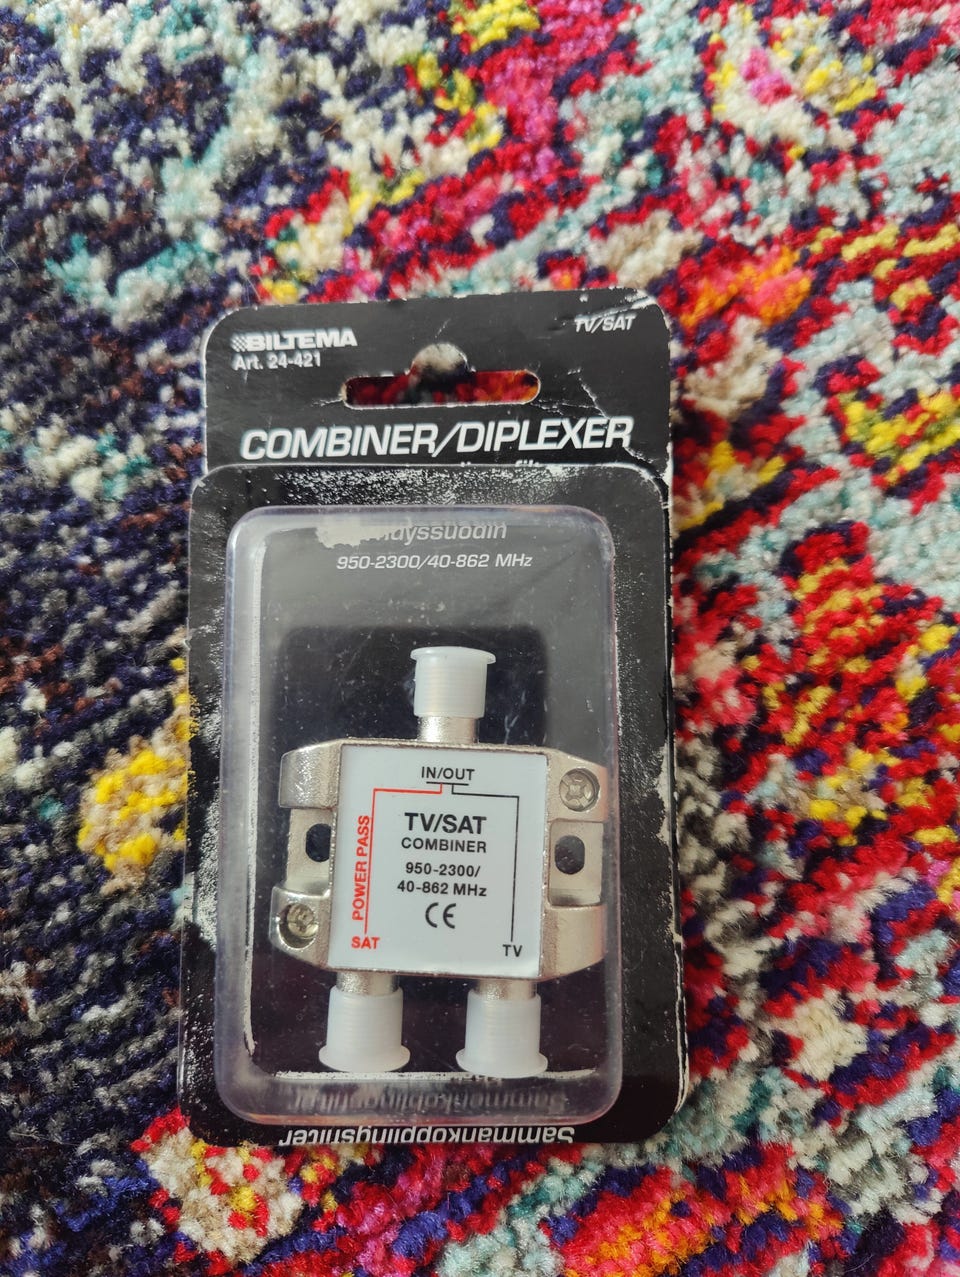 BILTEMA
Art. 24-421
TV/SAT
COMBINER/DIPLEXER
950-2300/40-862 MHz
IN/OUT
POWER PASS
TV/SAT
COMBINER
950-2300/
40-862 MHz
CE
SAT
TV